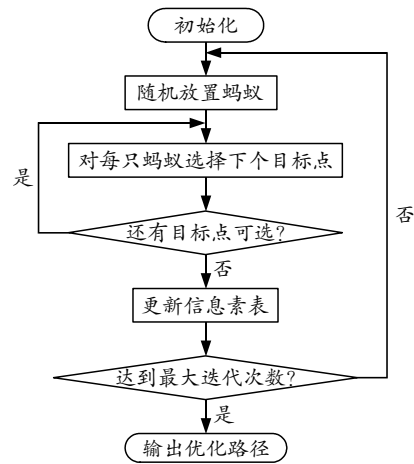 初始化
随机放置蚂蚁
对每只蚂蚁选择下个目标点
是
还有目标点可选?
否
否
更新信息素表
达到最大迭代次数?
是
输出优化路径